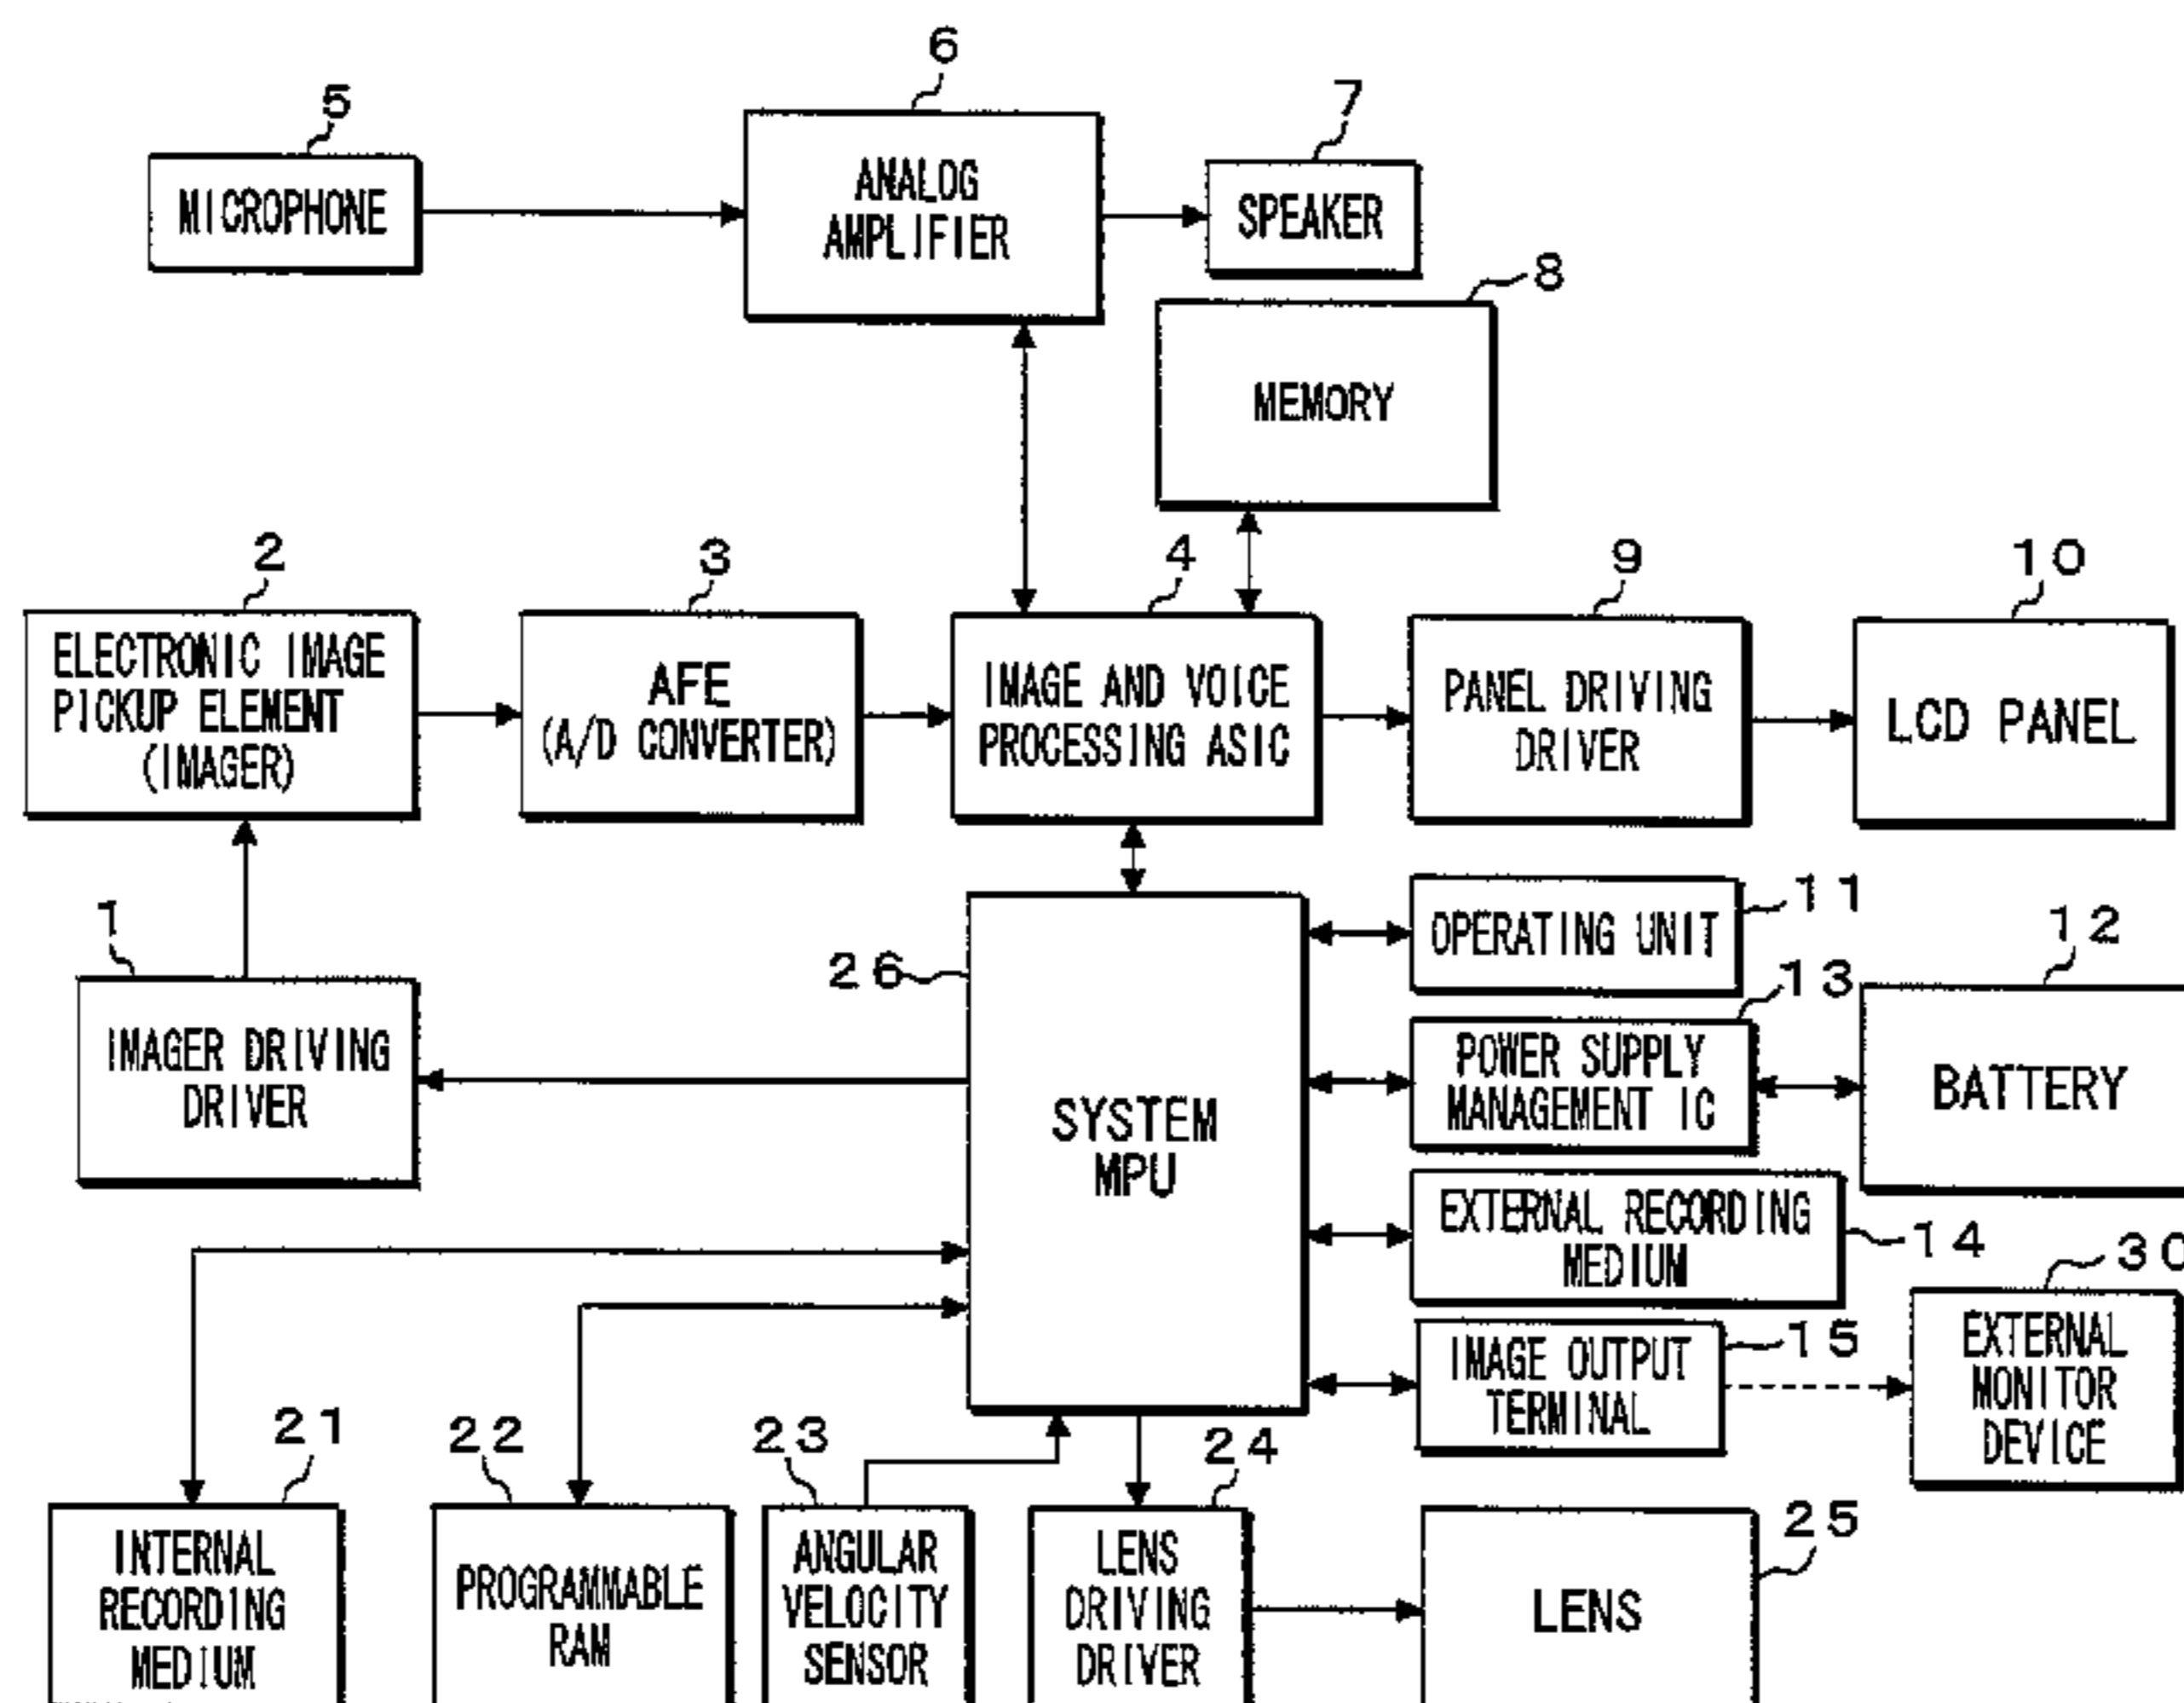 6
5
7
MICROPHONE
ANALOG
AMPLIFIER
SPEAKER
8
MEMORY
2
3
4
9
10
ELECTRONIC IMAGE
PICKUP ELEMENT
(IMAGER)
AFE
(A/D CONVERTER)
IMAGE AND VOICE
PROCESSING ASIC
PANEL DRIVING
DRIVER
LCD PANEL
1
26
11
OPERATING UNIT
12
13
IMAGER DRIVING
DRIVER
SYSTEM
MPU
POWER SUPPLY
MANAGEMENT IC
BATTERY
EXTERNAL RECORDING
MEDIUM
14
30
IMAGE OUTPUT
TERMINAL
15
EXTERNAL
MONITOR
DEVICE
21
22
23
24
25
INTERNAL
RECORDING
MEDIUM
PROGRAMMABLE
RAM
ANGULAR
VELOCITY
SENSOR
LENS
DRIVING
DRIVER
LENS